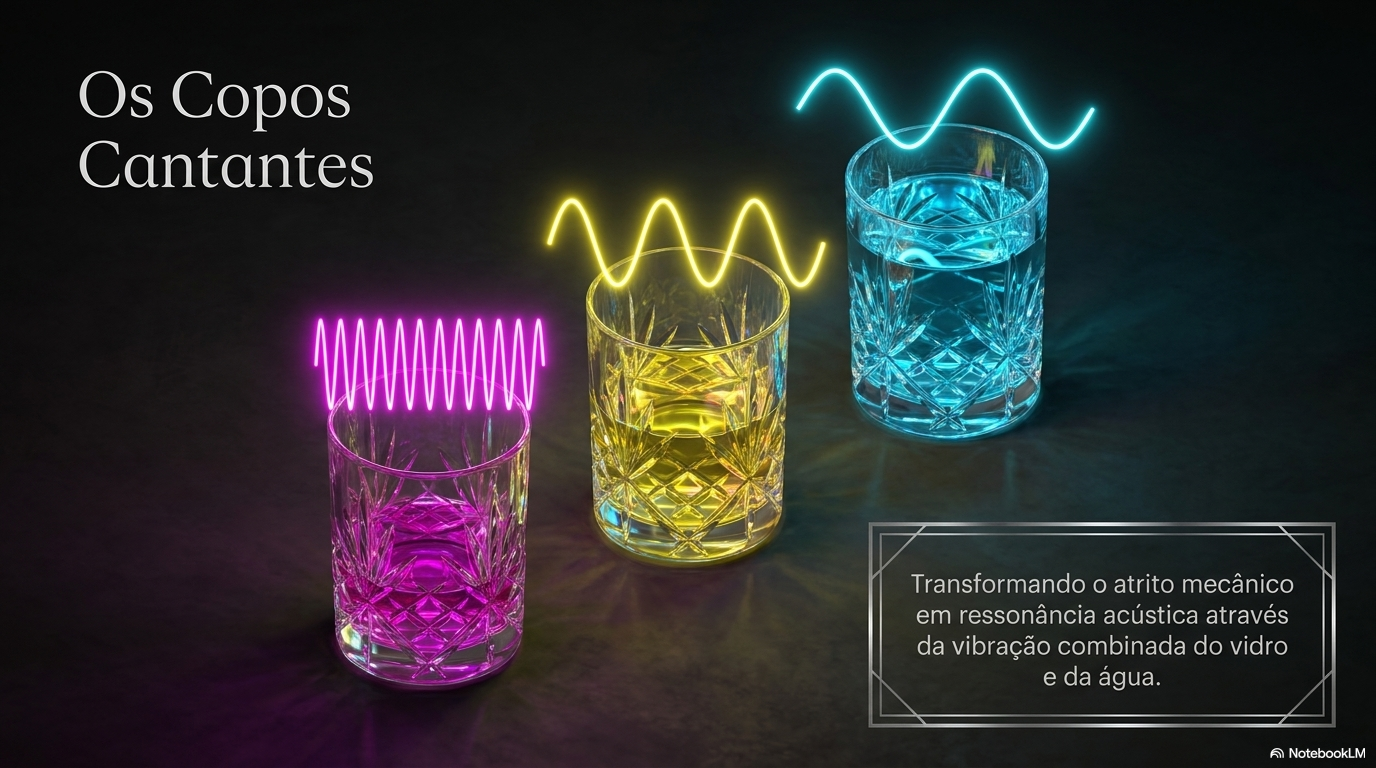 Os Copos
Cantantes
Transformando o atrito mecânico
em ressonância acústica através
da vibração combinada do vidro
e da água.
NotebookLM